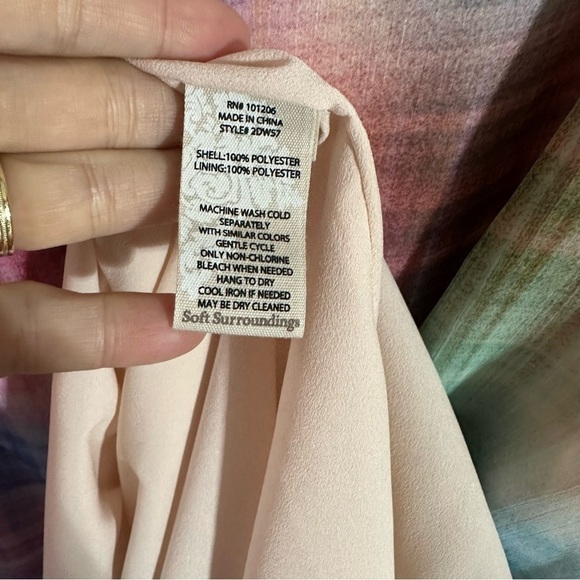 RN# 101206
MADE IN CHINA
STYLE# 2DW57
SHELL:100% POLYESTER
LINING:100% POLYESTER
MACHINE WASH COLD
SEPARATELY
WITH SIMILAR COLORS
GENTLE CYCLE
ONLY NON-CHLORINE
BLEACH WHEN NEEDED
HANG TO DRY
COOL IRON IF NEEDED
MAY BE DRY CLEANED
Soft Surroundings